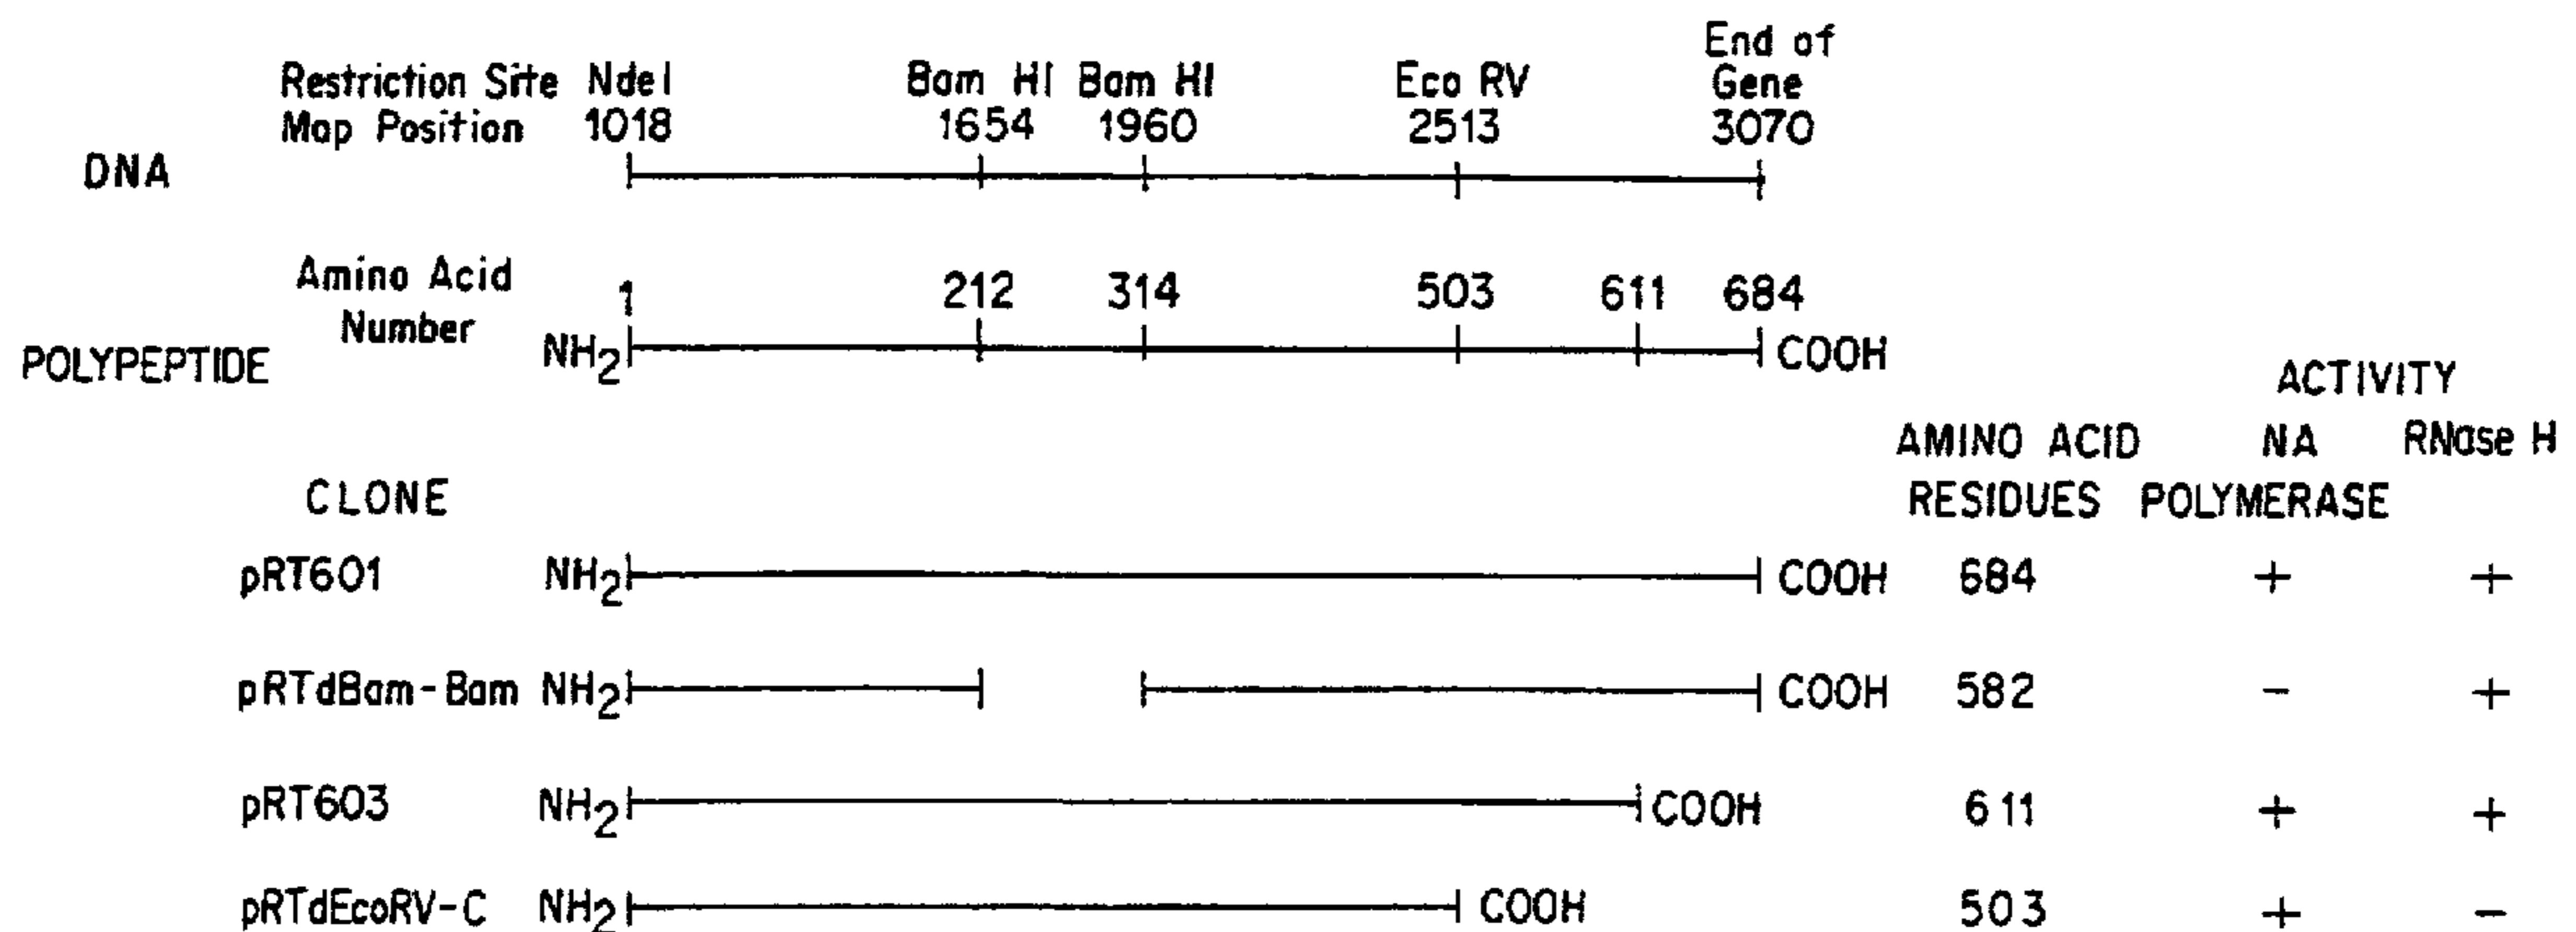 End of
Restriction Site NdeI Bam HI Bam HI Eco RV Gene
Map Position 1018 1654 1960 2513 3070
DNA
Amino Acid
Number
1 212 314 503 611 684
POLYPEPTIDE NH2 COOH
ACTIVITY
AMINO ACID NA RNase H
CLONE RESIDUES POLYMERASE
pRT601 NH2 COOH 684 + +
pRTdBam-Bam NH2 COOH 582 - +
pRT603 NH2 COOH 611 + +
pRTdEcoRV-C NH2 COOH 503 + -